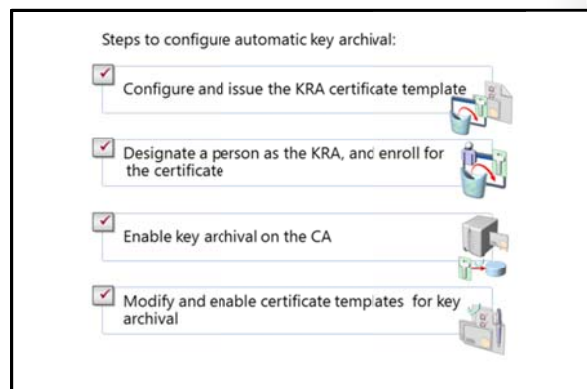 Steps to configure automatic key archival:
Configure and issue the KRA certificate template
Designate a person as the KRA, and enroll for
the certificate
Enable key archival on the CA
Modify and enable certificate templates for key
archival